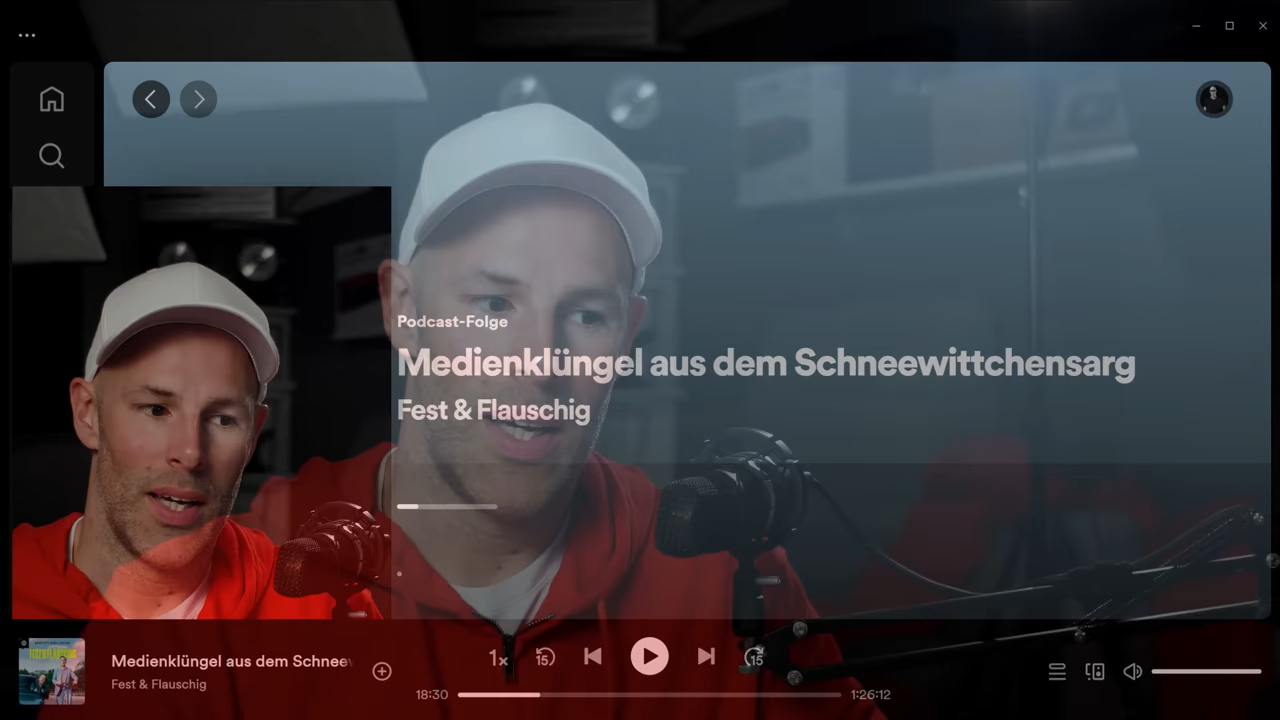 Podcast-Folge
Medienklüngel aus dem Schneewittchensarg
Fest & Flauschig
Medienklüngel aus dem Schneew
Fest & Flauschig
1x
15
15
18:30
1:26:12